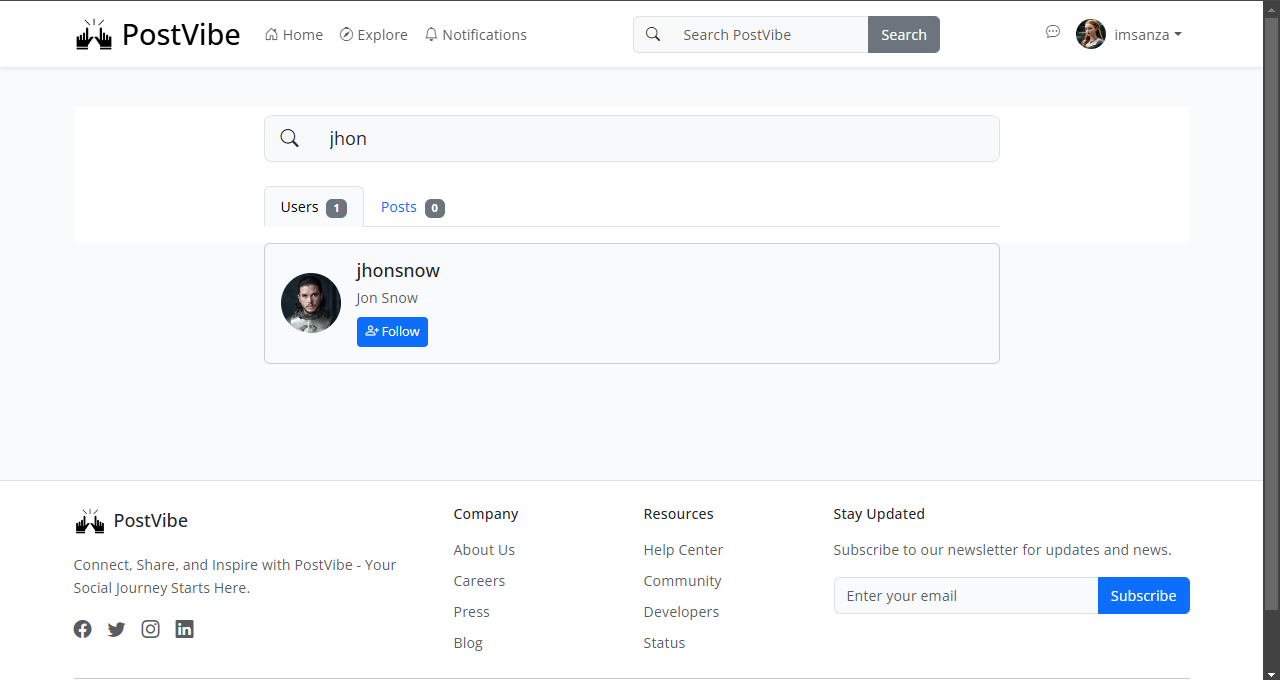 PostVibe Home Explore Notifications Search PostVibe Search imsanza
jhon
Users 1 Posts 0
jhonsnow
Jon Snow
Follow
PostVibe
Connect, Share, and Inspire with PostVibe - Your
Social Journey Starts Here.
Company
About Us
Careers
Press
Blog
Resources
Help Center
Community
Developers
Status
Stay Updated
Subscribe to our newsletter for updates and news.
Enter your email Subscribe